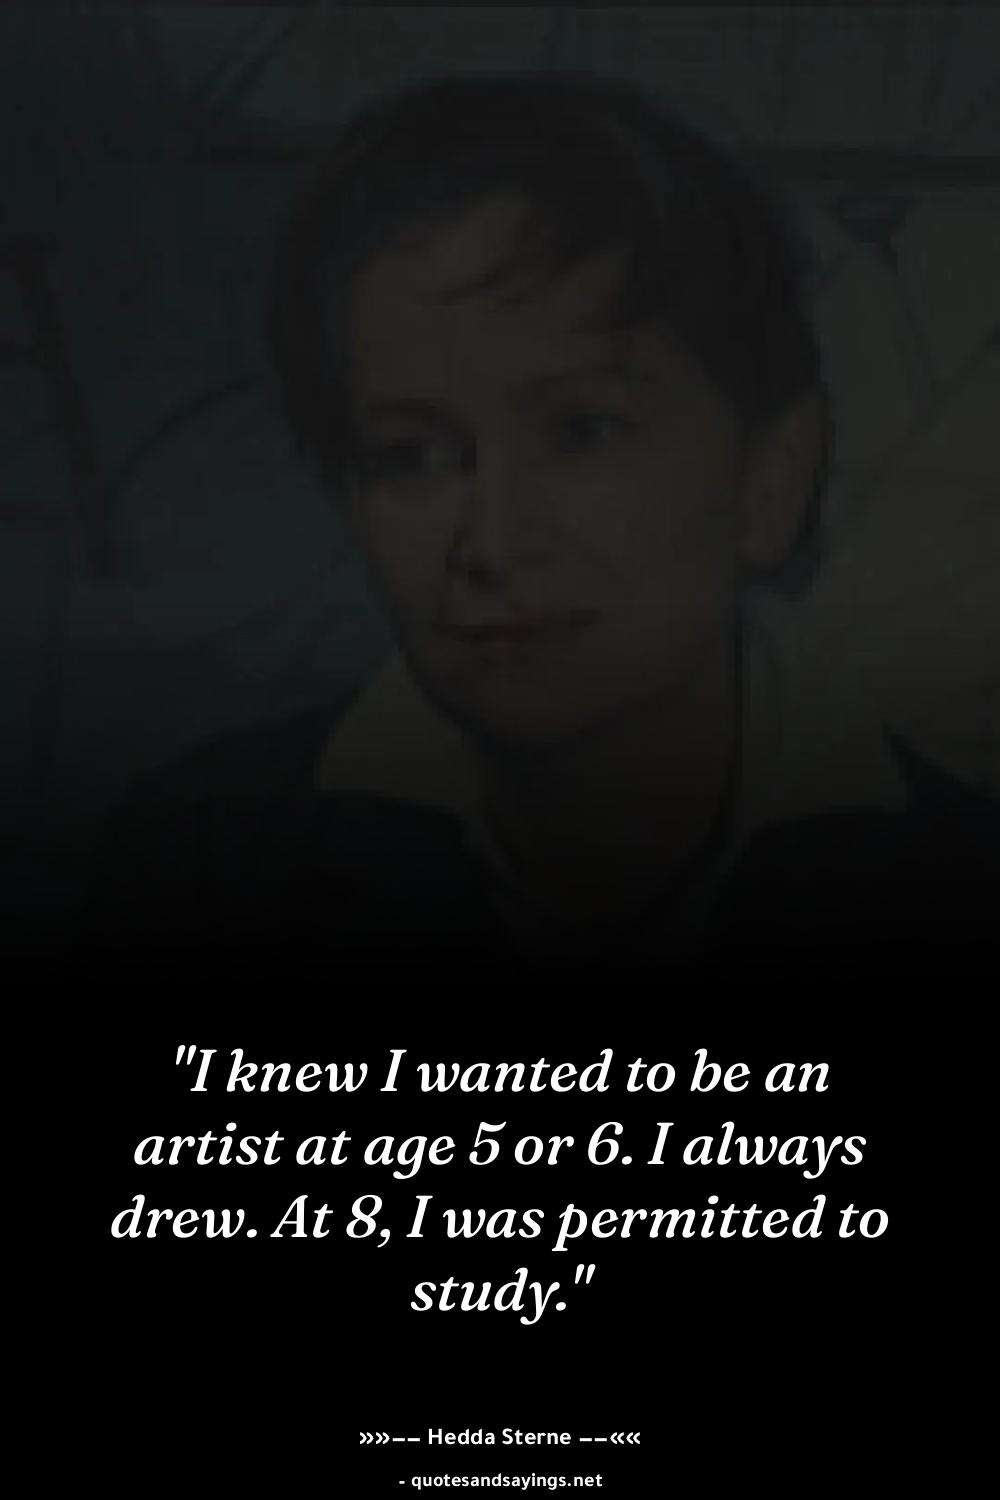 "I knew I wanted to be an
artist at age 5 or 6. I always
drew. At 8, I was permitted to
study."
»»−− Hedda Sterne −−««
- quotesandsayings.net